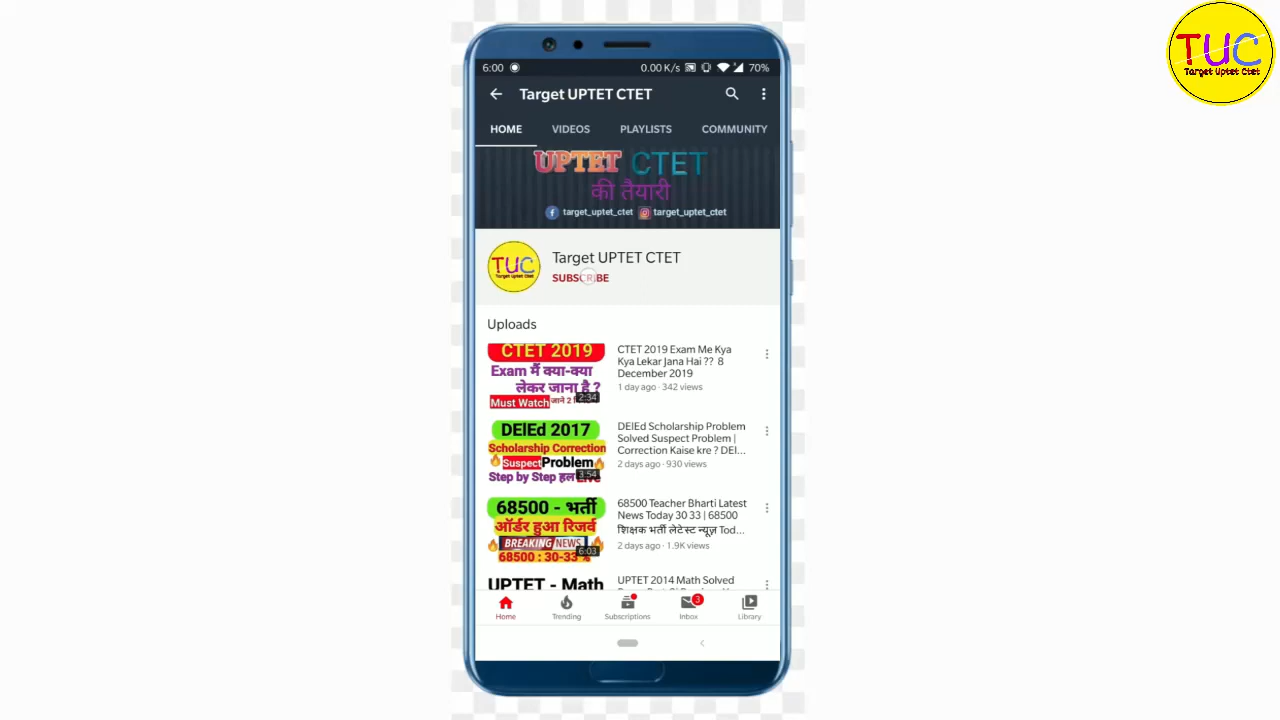 TUC
Target Uptet Ctet
6:00
0.00 K/s
70%
Target UPTET CTET
HOME
VIDEOS
PLAYLISTS
COMMUNITY
UPTET CTET
की तैयारी
target_uptet_ctet
target_uptet_ctet
TUC
Target Uptet Ctet
Target UPTET CTET
SUBSCRIBE
Uploads
CTET 2019
Exam मैं क्या-क्या
लेकर जाना है ?
Must Watch
जाने 2
2:34
CTET 2019 Exam Me Kya
Kya Lekar Jana Hai ?? 8
December 2019
1 day ago · 342 views
DElEd 2017
Scholarship Correction
Suspect Problem
Step by Step हल
3:54
DElEd Scholarship Problem
Solved Suspect Problem |
Correction Kaise kre ? DEl...
2 days ago · 930 views
68500 - भर्ती
ऑर्डर हुआ रिजर्व
BREAKING NEWS
68500 : 30-33 %
6:03
68500 Teacher Bharti Latest
News Today 30 33 | 68500
शिक्षक भर्ती लेटेस्ट न्यूज़ Tod...
2 days ago · 1.9K views
UPTET - Math
UPTET 2014 Math Solved
Home
Trending
Subscriptions
3
Inbox
Library